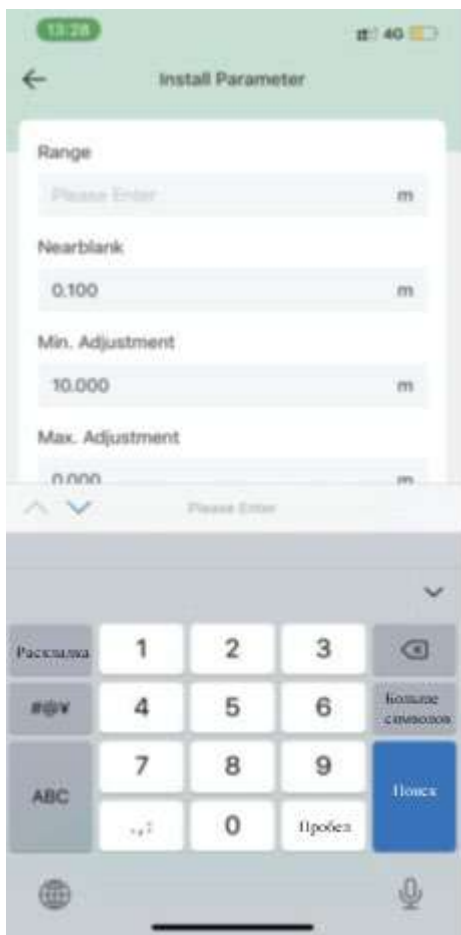 13:28
4G
Install Parameter
Range
Please Enter
m
Nearblank
0.100
m
Min. Adjustment
10.000
m
Max. Adjustment
0.000
m
Please Enter
Раскладка
1
2
3
#@¥
4
5
6
Больше
символов
ABC
7
8
9
Поиск
.,:
0
Пробел